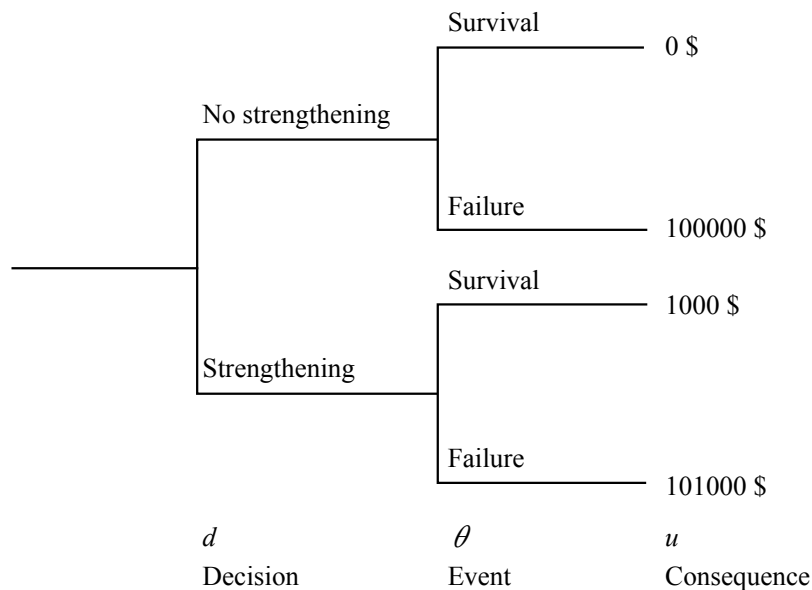 Survival
0 $
No strengthening
Failure
100000 $
Survival
1000 $
Strengthening
Failure
101000 $
d θ u
Decision Event Consequence